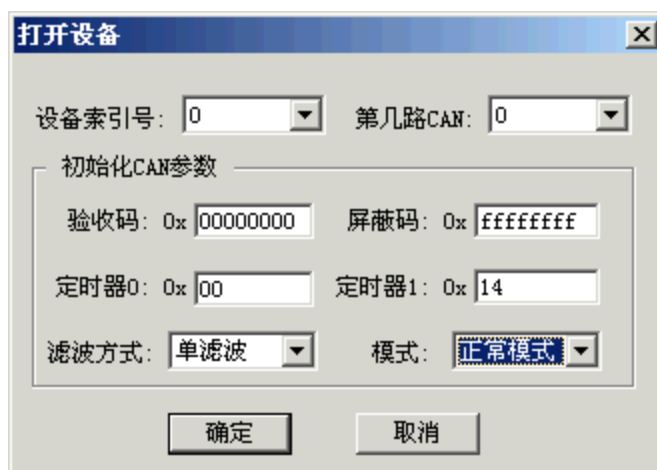 打开设备
设备索引号: 0 第几路CAN: 0
初始化CAN参数
验收码: 0x 00000000 屏蔽码: 0x ffffffff
定时器0: 0x 00 定时器1: 0x 14
滤波方式: 单滤波 模式: 正常模式
确定 取消